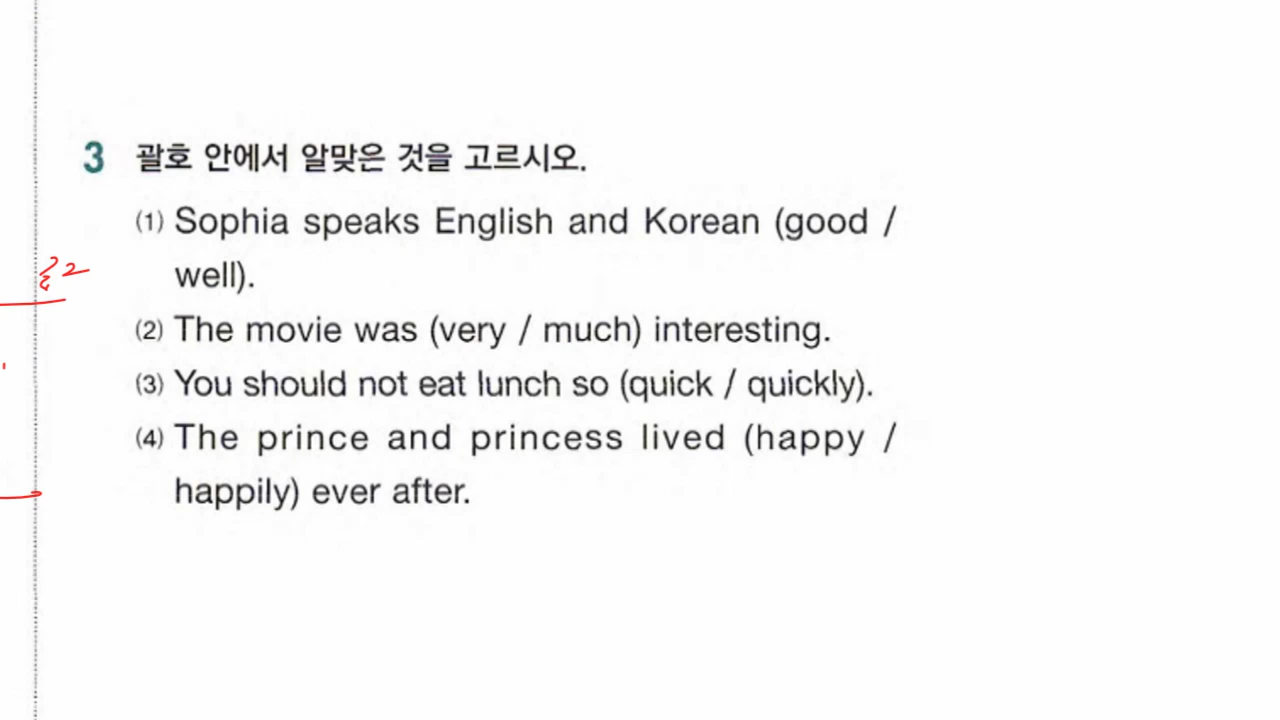 3 괄호 안에서 알맞은 것을 고르시오.
(1) Sophia speaks English and Korean (good /
well).
(2) The movie was (very / much) interesting.
(3) You should not eat lunch so (quick / quickly).
(4) The prince and princess lived (happy /
happily) ever after.